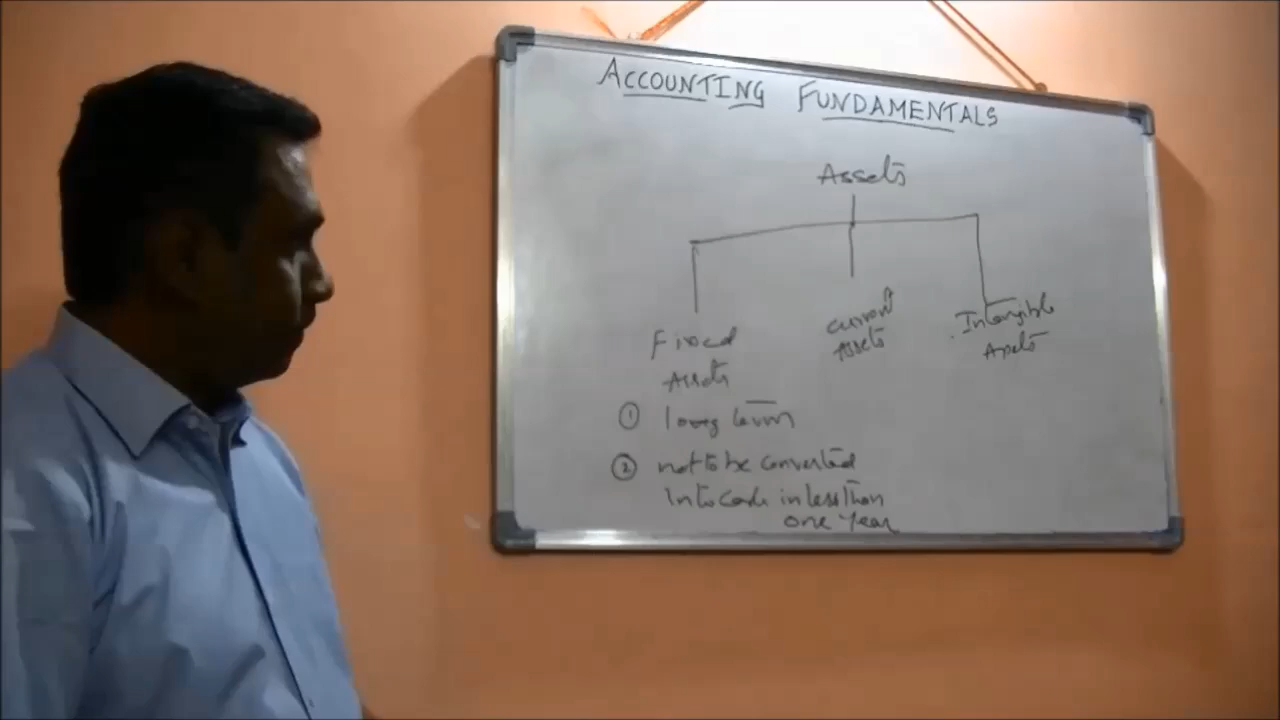 ACCOUNTING FUNDAMENTALS
Assets
Fixed
Assets
Current
Assets
Intangible
Assets
① long term
② not to be converted
Into Cash in less than
one Year